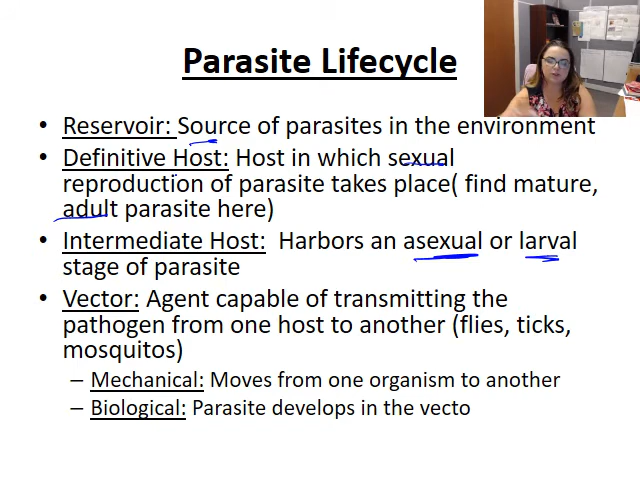 Parasite Lifecycle
• Reservoir: Source of parasites in the environment
• Definitive Host: Host in which sexual
reproduction of parasite takes place( find mature,
adult parasite here)
• Intermediate Host: Harbors an asexual or larval
stage of parasite
• Vector: Agent capable of transmitting the
pathogen from one host to another (flies, ticks,
mosquitos)
– Mechanical: Moves from one organism to another
– Biological: Parasite develops in the vecto